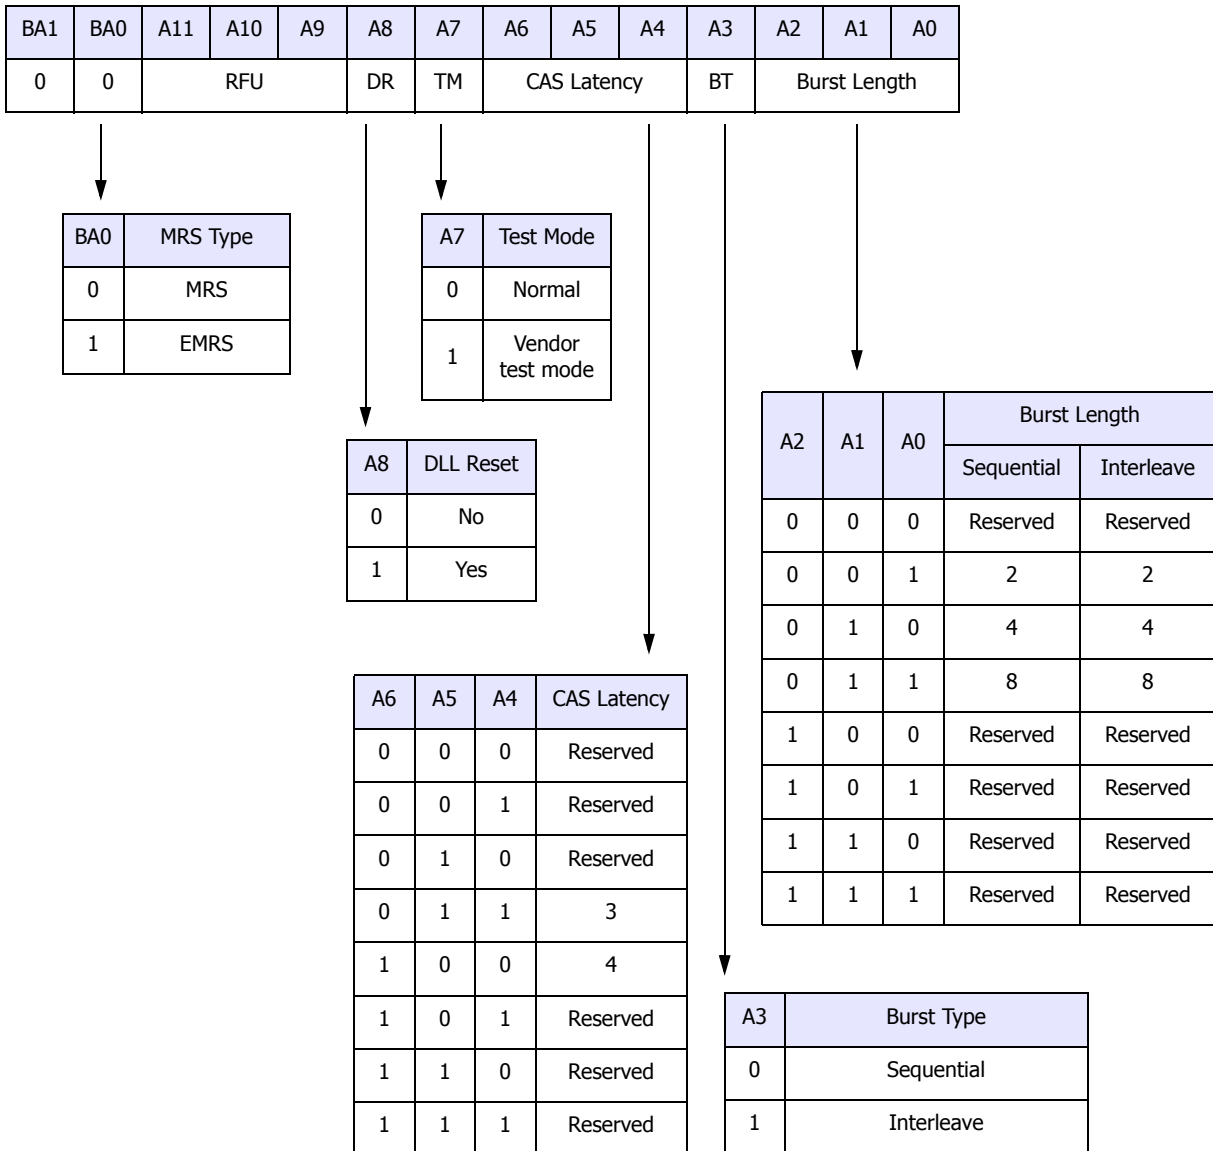 BA1 BA0 A11 A10 A9 A8 A7 A6 A5 A4 A3 A2 A1 A0
0 0 RFU DR TM CAS Latency BT Burst Length
BA0 MRS Type
0 MRS
1 EMRS
A7 Test Mode
0 Normal
1 Vendor
test mode
A8 DLL Reset
0 No
1 Yes
A2 A1 A0 Burst Length
Sequential Interleave
0 0 0 Reserved Reserved
0 0 1 2 2
0 1 0 4 4
0 1 1 8 8
1 0 0 Reserved Reserved
1 0 1 Reserved Reserved
1 1 0 Reserved Reserved
1 1 1 Reserved Reserved
A6 A5 A4 CAS Latency
0 0 0 Reserved
0 0 1 Reserved
0 1 0 Reserved
0 1 1 3
1 0 0 4
1 0 1 Reserved
1 1 0 Reserved
1 1 1 Reserved
A3 Burst Type
0 Sequential
1 Interleave